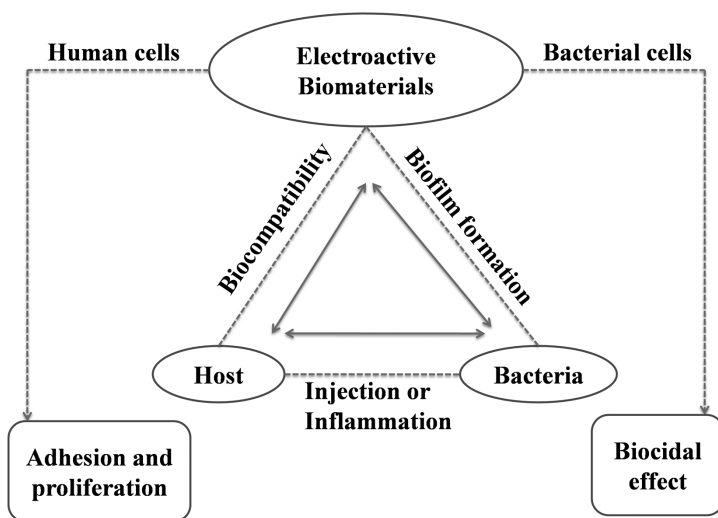 Human cells
Electroactive
Biomaterials
Bacterial cells
Biocompatibility
Biofilm formation
Host
Injection or
Inflammation
Bacteria
Adhesion and
proliferation
Biocidal
effect